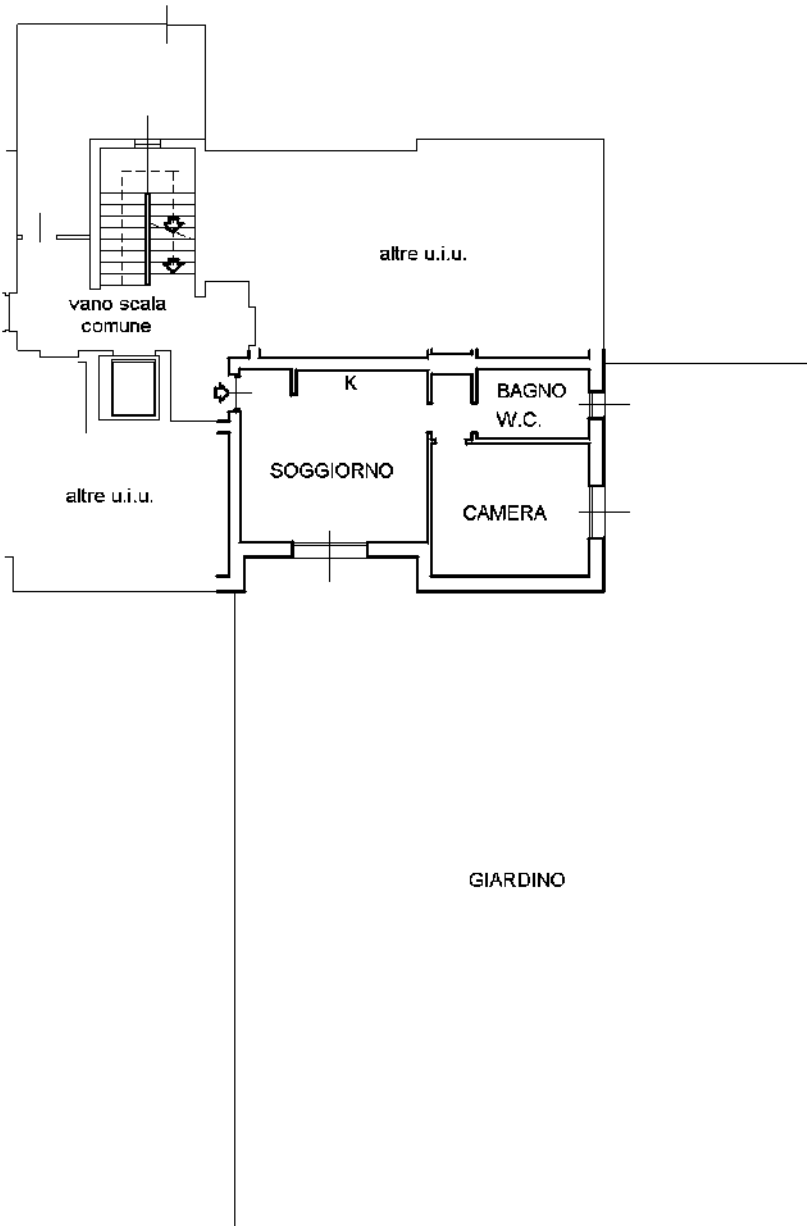 altre u.i.u.
vano scala
comune
K
BAGNO
W.C.
SOGGIORNO
altre u.i.u.
CAMERA
GIARDINO